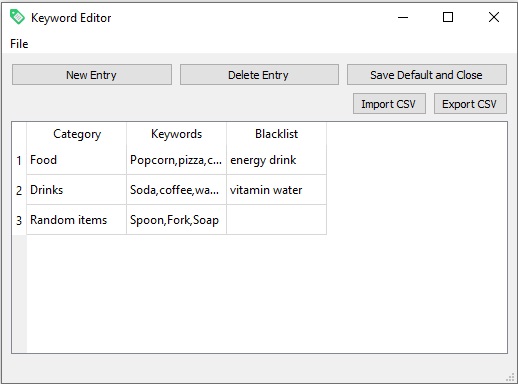 Keyword Editor
File
New Entry Delete Entry Save Default and Close
Import CSV Export CSV
Category Keywords Blacklist
1 Food Popcorn,pizza,c... energy drink
2 Drinks Soda,coffee,wa... vitamin water
3 Random items Spoon,Fork,Soap